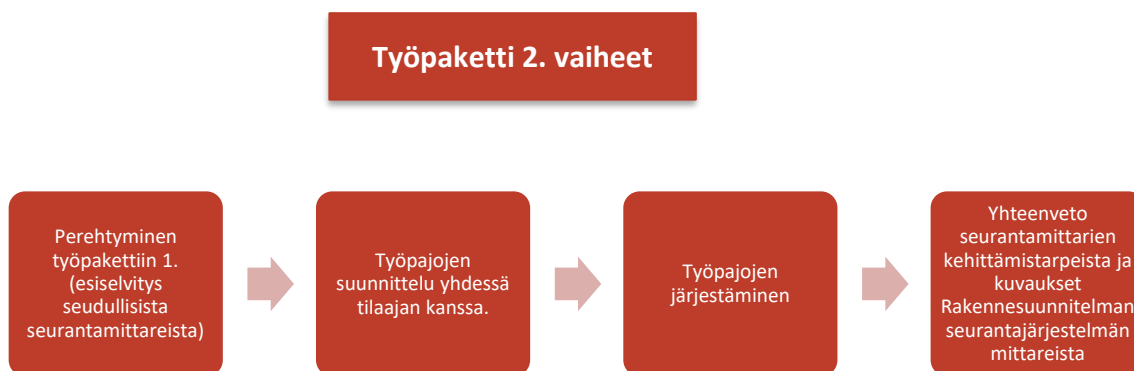 Työpaketti 2. vaiheet
Perehtyminen
työpakettiin 1.
(esiselvitys
seudullisista
seurantamittareista)
Työpajojen
suunnittelu yhdessä
tilaajan kanssa.
Työpajojen
järjestäminen
Yhteenveto
seurantamittarien
kehittämistarpeista ja
kuvaukset
Rakennesuunnitelman
seurantajärjestelmän
mittareista